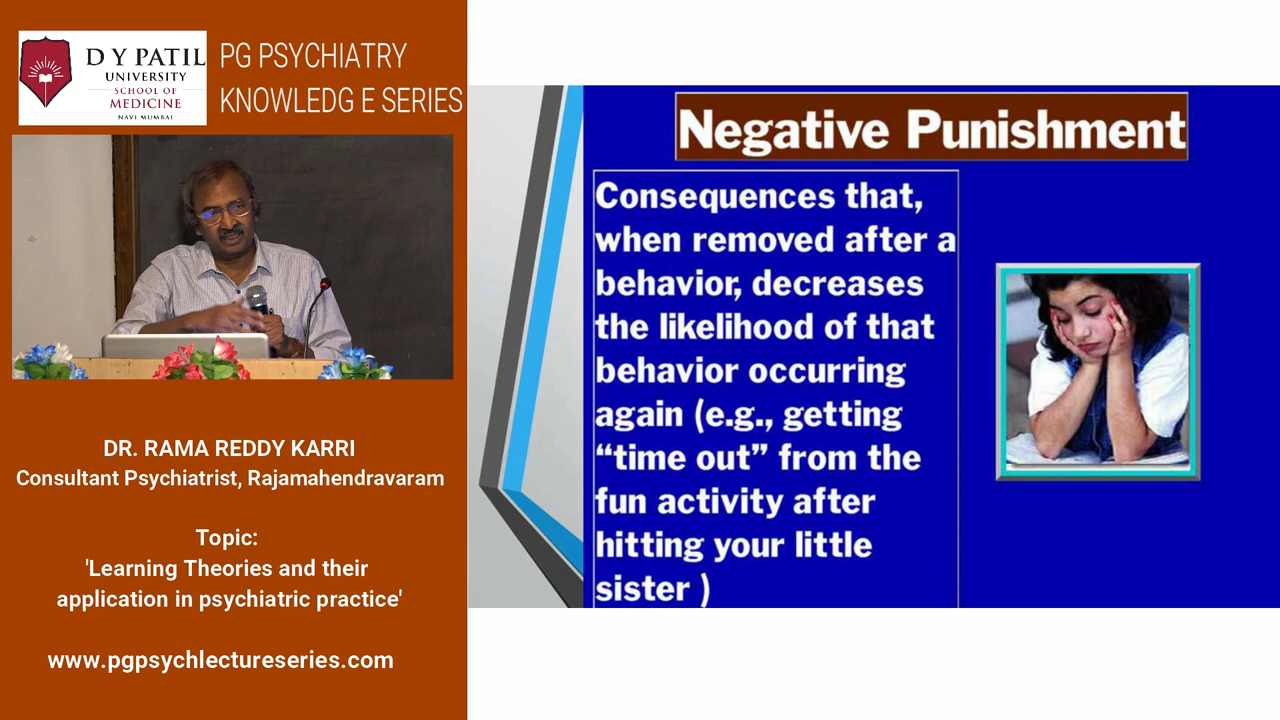 D Y PATIL
UNIVERSITY
SCHOOL OF
MEDICINE
NAVI MUMBAI
PG PSYCHIATRY
KNOWLEDG E SERIES
DR. RAMA REDDY KARRI
Consultant Psychiatrist, Rajamahendravaram
Topic:
'Learning Theories and their
application in psychiatric practice'
www.pgpsychlectureseries.com
Negative Punishment
Consequences that,
when removed after a
behavior, decreases
the likelihood of that
behavior occurring
again (e.g., getting
“time out” from the
fun activity after
hitting your little
sister )